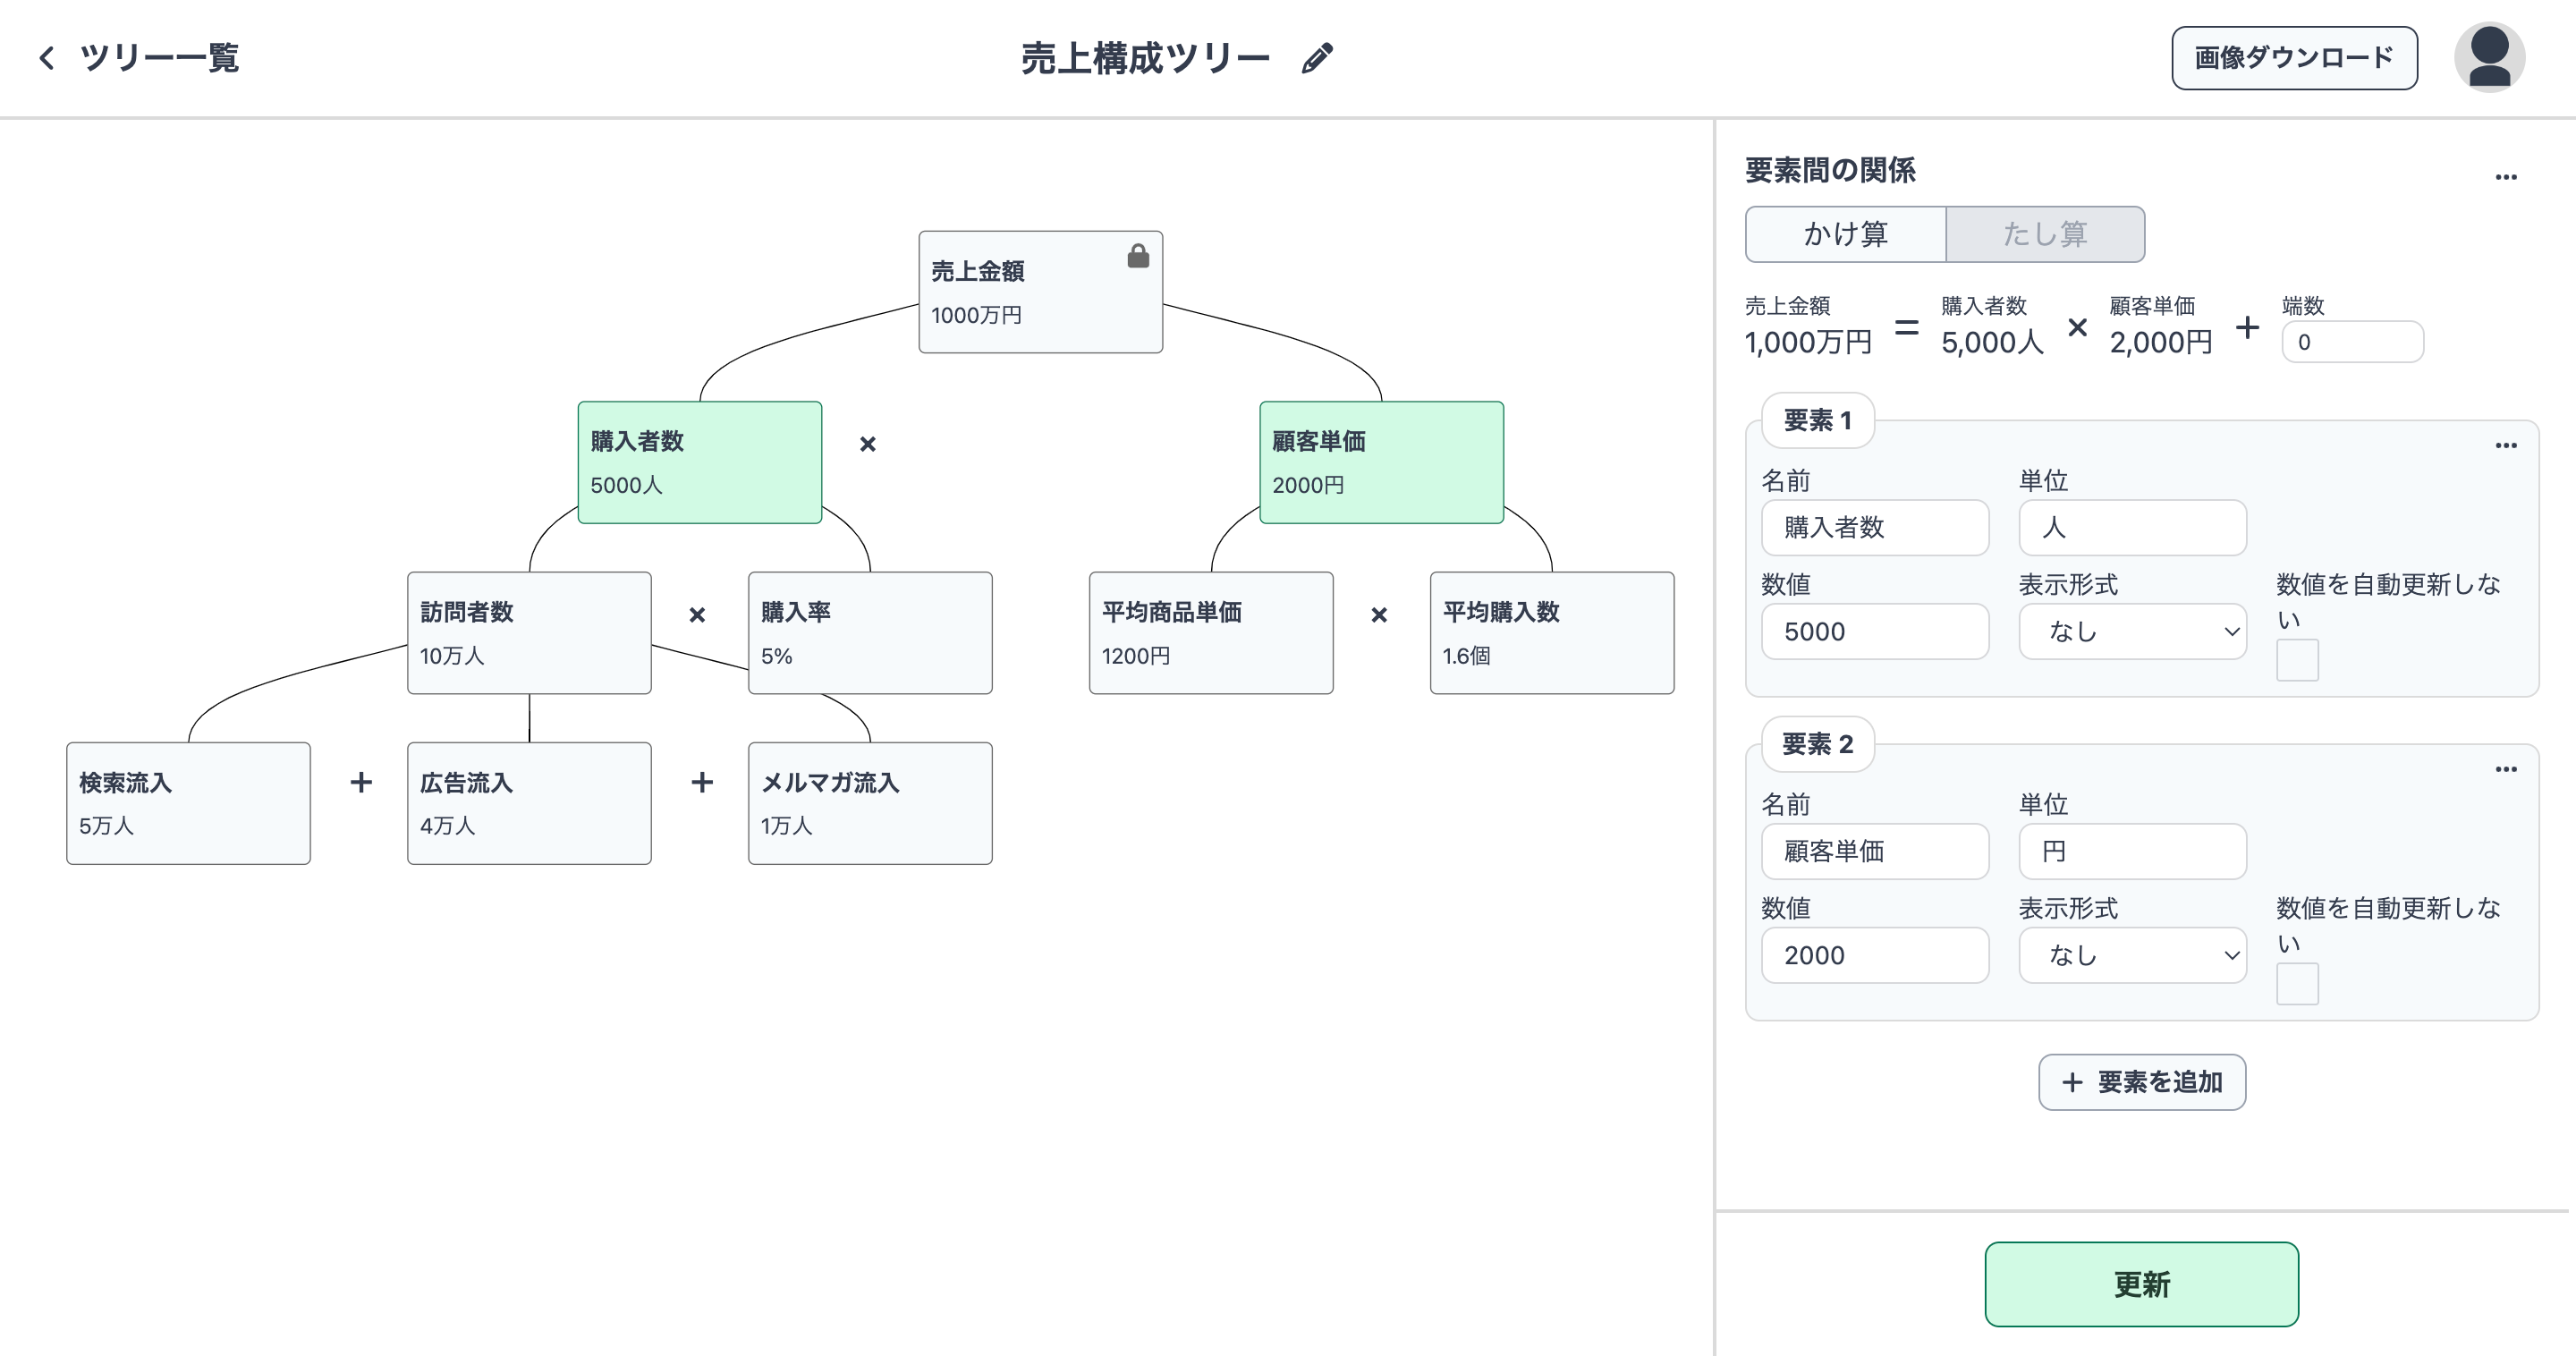 ツリー一覧
売上構成ツリー
画像ダウンロード
売上金額
1000万円
購入者数
5000人
×
顧客単価
2000円
訪問者数
10万人
×
購入率
5%
平均商品単価
1200円
×
平均購入数
1.6個
検索流入
5万人
+
広告流入
4万人
+
メルマガ流入
1万人
要素間の関係
...
かけ算 たし算
売上金額 購入者数 顧客単価 端数
1,000万円 = 5,000人 × 2,000円 + 0
要素 1
...
名前 単位
購入者数 人
数値 表示形式 数値を自動更新しな
い
5000 なし
要素 2
...
名前 単位
顧客単価 円
数値 表示形式 数値を自動更新しな
い
2000 なし
+ 要素を追加
更新